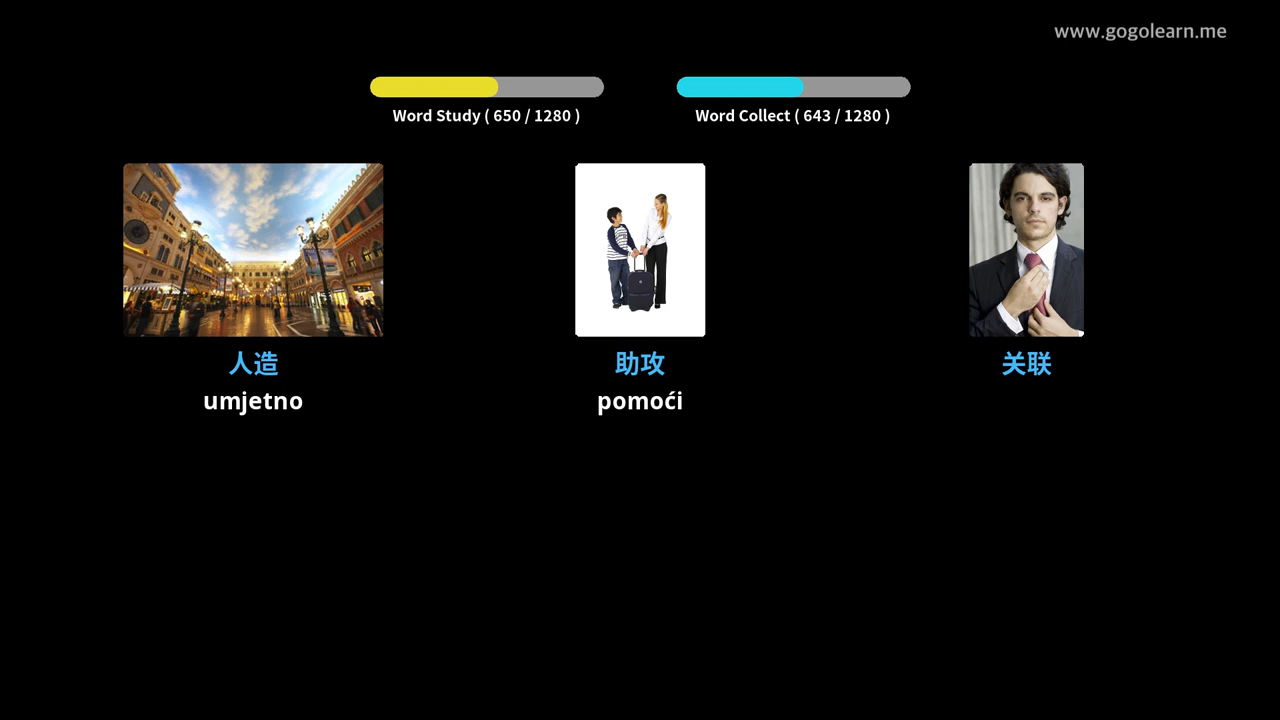 www.gogolearn.me
Word Study ( 650 / 1280 )
Word Collect ( 643 / 1280 )
人造
助攻
关联
umjetno
pomoći